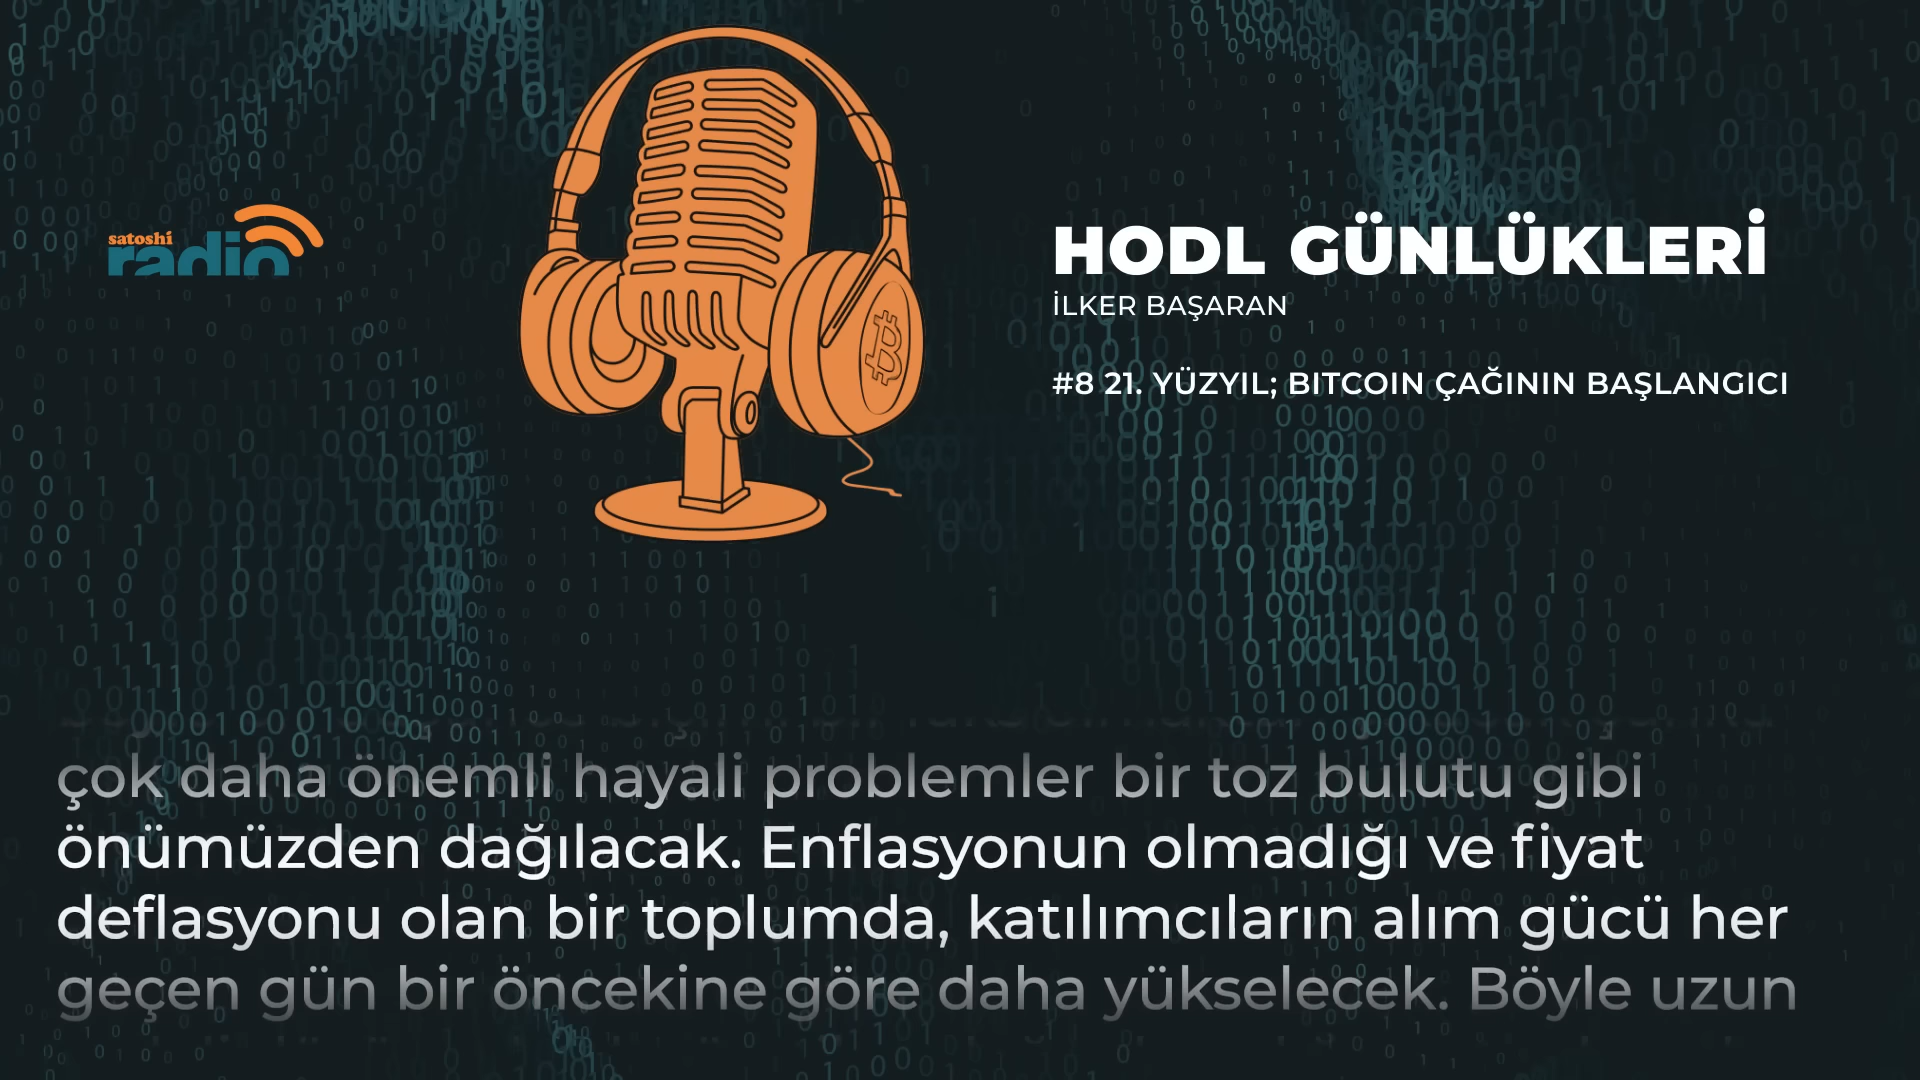 satoshi
radio
HODL GÜNLÜKLERİ
İLKER BAŞARAN
#8 21. YÜZYIL; BITCOIN ÇAĞININ BAŞLANGICI
çok daha önemli hayali problemler bir toz bulutu gibi
önümüzden dağılacak. Enflasyonun olmadığı ve fiyat
deflasyonu olan bir toplumda, katılımcıların alım gücü her
geçen gün bir öncekine göre daha yükselecek. Böyle uzun